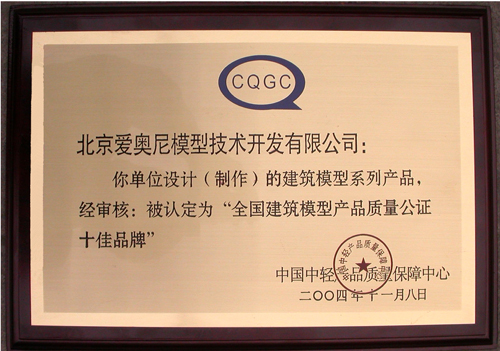 CQGC
北京爱奥尼模型技术开发有限公司：
你单位设计（制作）的建筑模型系列产品，
经审核：被认定为“全国建筑模型产品质量公证
十佳品牌”
中国中轻产品质量保障中心
二〇〇四年十一月八日